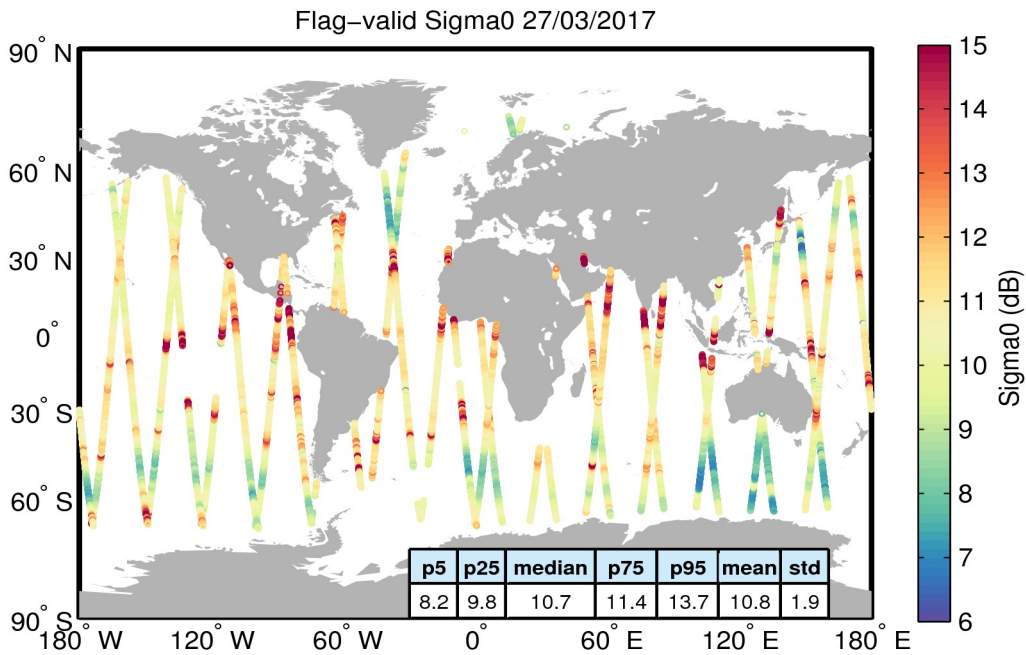 Flag−valid Sigma0 27/03/2017
90° N
60° N
30° N
0°
30° S
60° S
90° S
180° W
120° W
60° W
0°
60° E
120° E
180° E
p5 p25 median p75 p95 mean std
8.2 9.8 10.7 11.4 13.7 10.8 1.9
15
14
13
12
11
10
9
8
7
6
Sigma0 (dB)